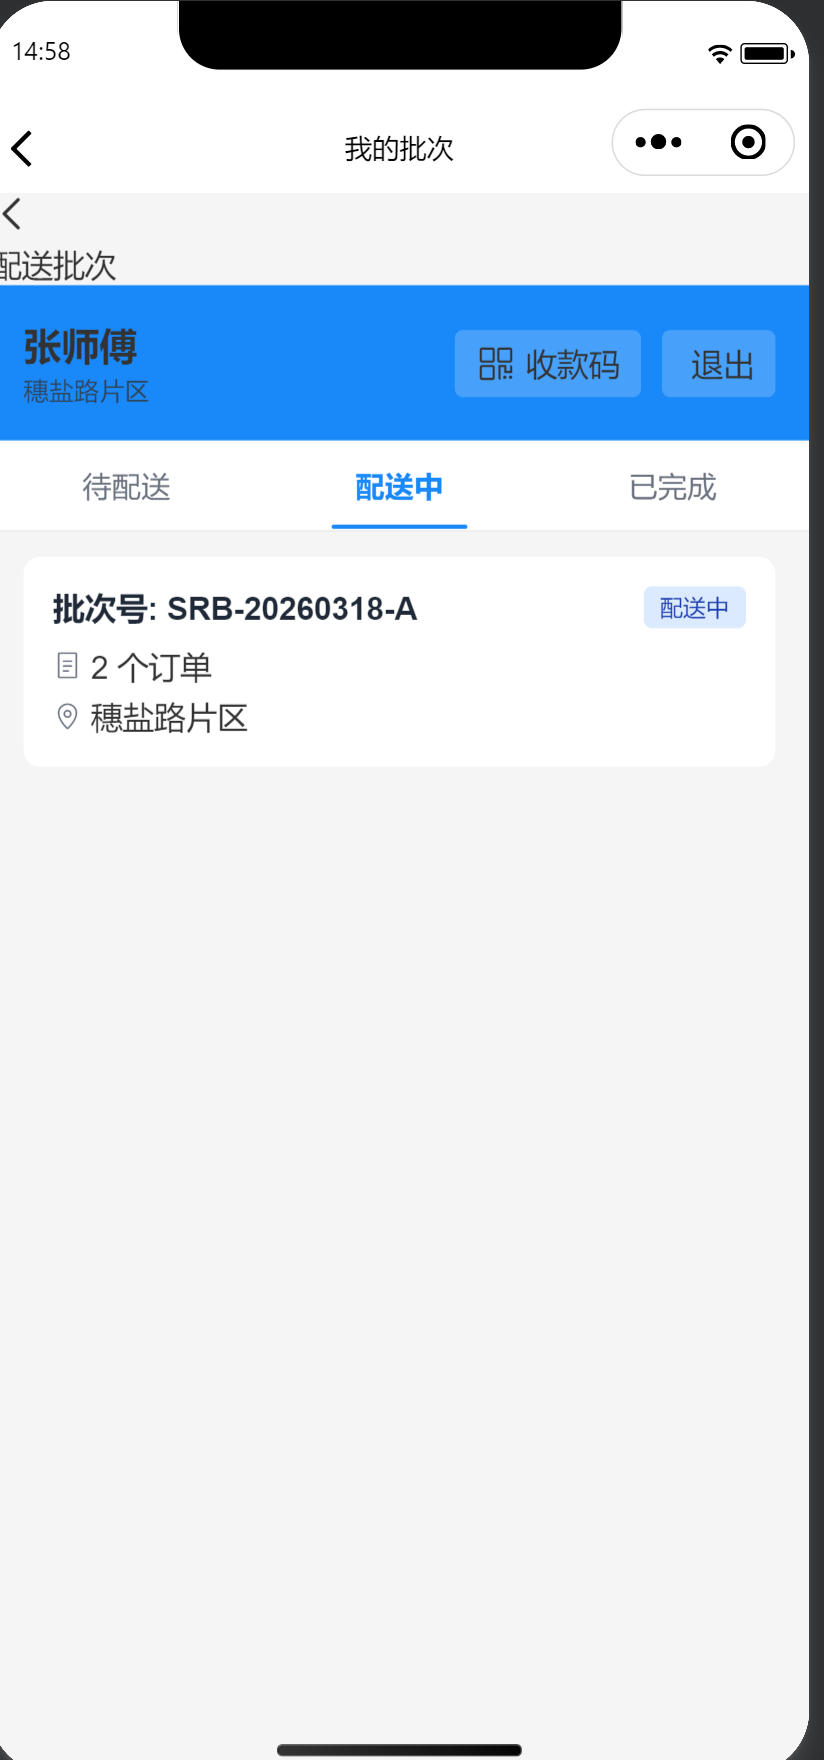 14:58
我的批次
配送批次
张师傅
穗盐路片区
收款码
退出
待配送
配送中
已完成
批次号: SRB-20260318-A
配送中
2 个订单
穗盐路片区